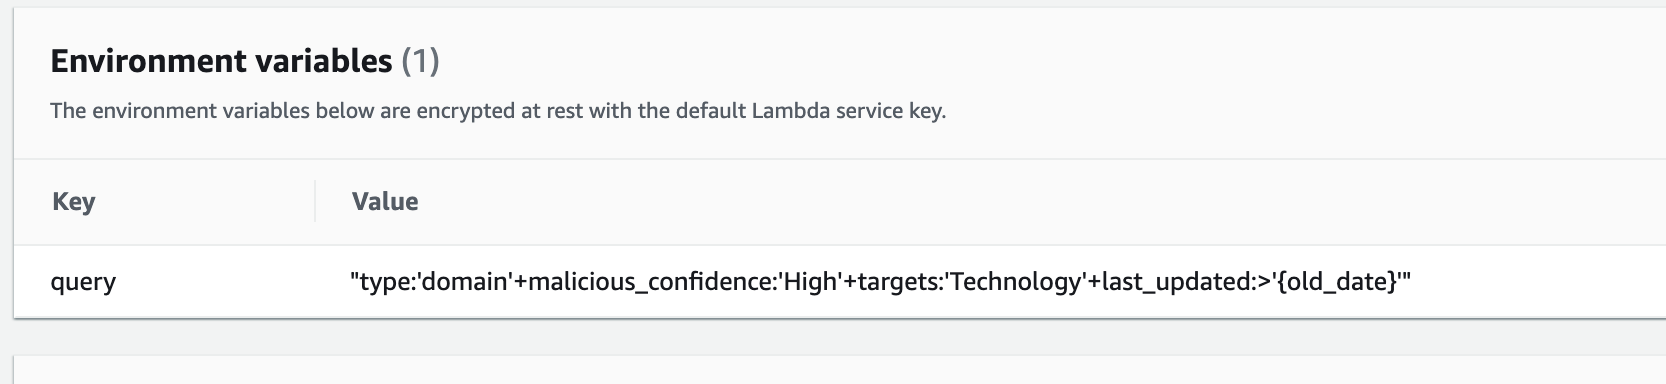 Environment variables (1)
The environment variables below are encrypted at rest with the default Lambda service key.
Key Value
query "type:'domain'+malicious_confidence:'High'+targets:'Technology'+last_updated:>'{old_date}'"